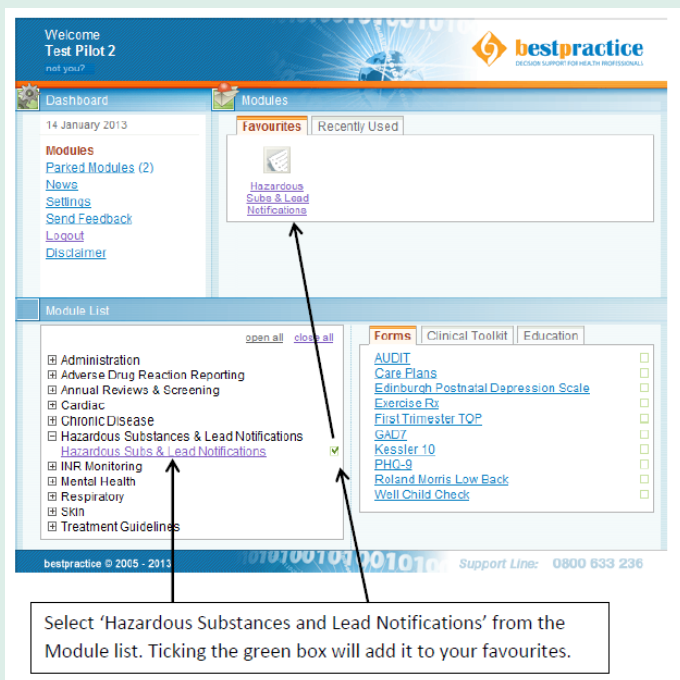 Welcome
Test Pilot 2
not you?
bestpractice
DECISION SUPPORT FOR HEALTH PROFESSIONALS
Dashboard
14 January 2013
Modules
Parked Modules (2)
News
Settings
Send Feedback
Logout
Disclaimer
Modules
Favourites Recently Used
Hazardous
Subs & Lead
Notifications
Module List
open all close all
Administration
Adverse Drug Reaction Reporting
Annual Reviews & Screening
Cardiac
Chronic Disease
Hazardous Substances & Lead Notifications
Hazardous Subs & Lead Notifications
INR Monitoring
Mental Health
Respiratory
Skin
Treatment Guidelines
Forms Clinical Toolkit Education
AUDIT
Care Plans
Edinburgh Postnatal Depression Scale
Exercise Rx
First Trimester TOP
GAD7
Kessler 10
PHQ-9
Roland Morris Low Back
Well Child Check
bestpractice © 2005 - 2013
Support Line: 0800 633 236
Select ‘Hazardous Substances and Lead Notifications’ from the
Module list. Ticking the green box will add it to your favourites.